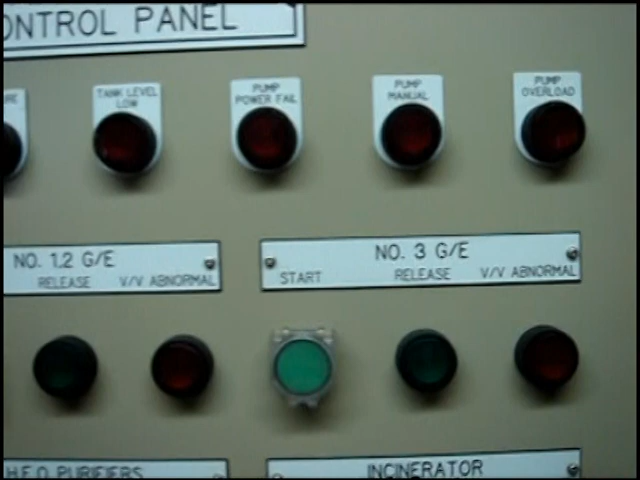 ONTROL PANEL
TANK LEVEL
LOW
PUMP
POWER FAIL
PUMP
MANUAL
PUMP
OVERLOAD
NO. 1,2 G/E
RELEASE V/V ABNORMAL
NO. 3 G/E
START RELEASE V/V ABNORMAL
H.F.O PURIFIERS
INCINERATOR